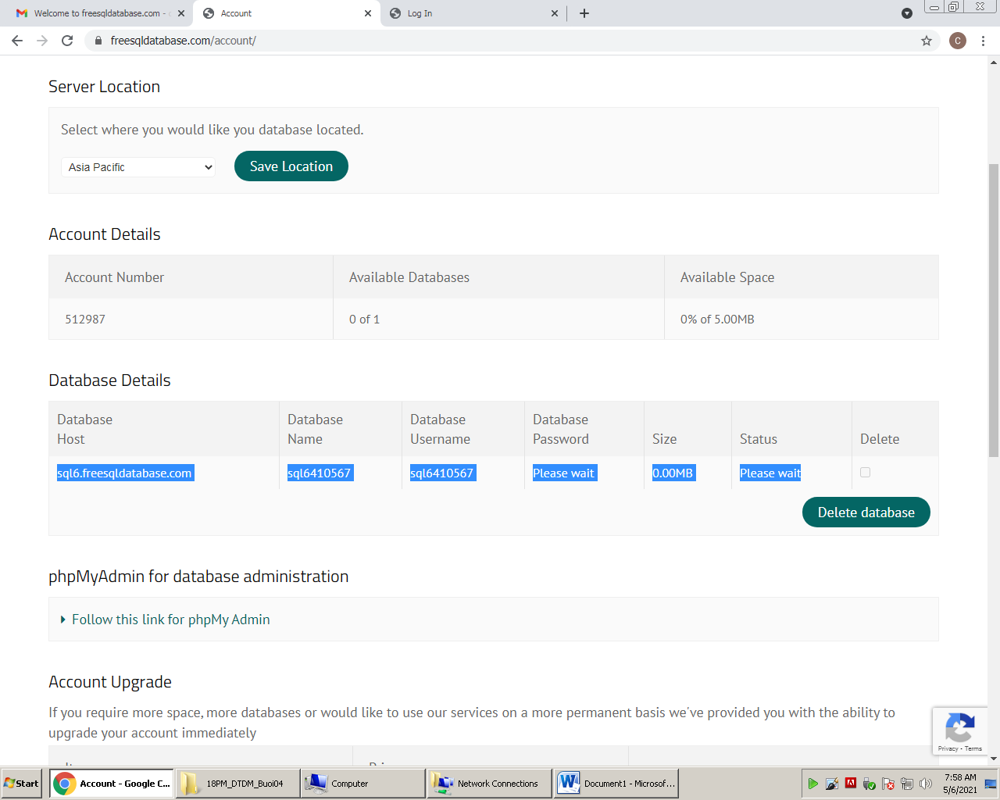 Welcome to freesqldatabase.com -
Account
Log In
freesqldatabase.com/account/
C
Server Location
Select where you would like you database located.
Asia Pacific
Save Location
Account Details
Account Number Available Databases Available Space
512987 0 of 1 0% of 5.00MB
Database Details
Database Host Database Name Database Username Database Password Size Status Delete
sql6.freesqldatabase.com sql6410567 sql6410567 Please wait 0.00MB Please wait
Delete database
phpMyAdmin for database administration
Follow this link for phpMy Admin
Account Upgrade
If you require more space, more databases or would like to use our services on a more permanent basis we've provided you with the ability to
upgrade your account immediately
Privacy - Terms
Start
Account - Google C...
18PM_DTDM_Buoi04
Computer
Network Connections
Document1 - Microsof...
7:58 AM
5/6/2021